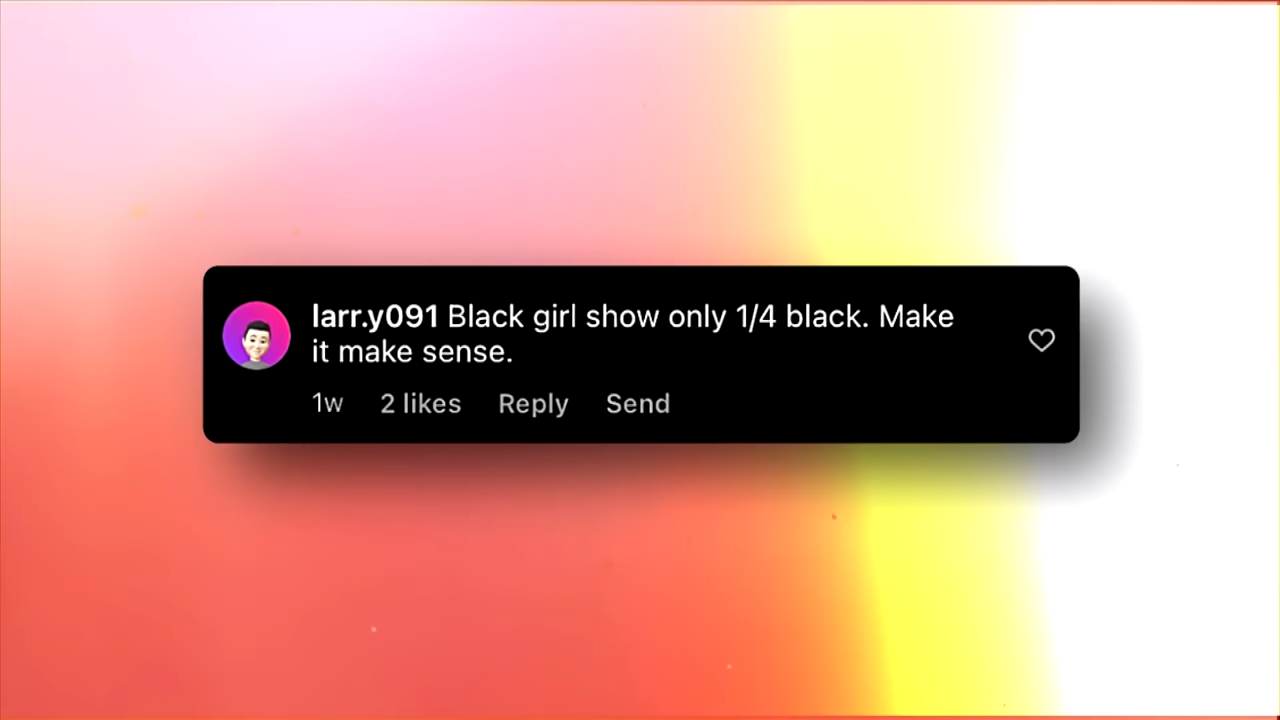 larr.y091 Black girl show only 1/4 black. Make
it make sense.
1w 2 likes Reply Send